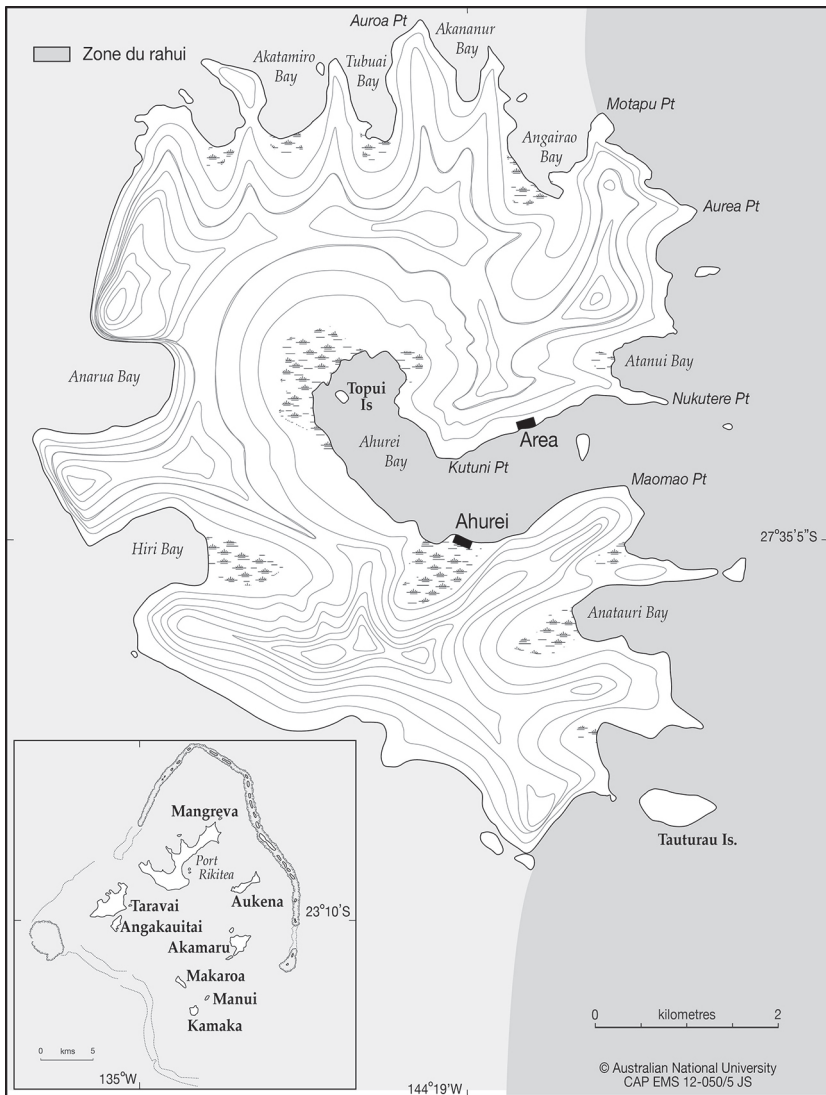 Auroa Pt
Akananur
Bay
Zone du rahui
Akatamiro
Bay
Tubuai
Bay
Motapu Pt
Angairao
Bay
Aurea Pt
Anarua Bay
Atanui Bay
Topui
Is
Nukutere Pt
Ahurei
Bay
Area
Kutuni Pt
Maomao Pt
Ahurei
27°35'5"S
Hiri Bay
Anatauri Bay
Tauturau Is.
Mangreva
Port
Rikitea
Aukena
Taravai
23°10'S
Angakauitai
Akamaru
Makaroa
Manui
Kamaka
0 kms 5
135°W
0 kilometres 2
© Australian National University
CAP EMS 12-050/5 JS
144°19'W